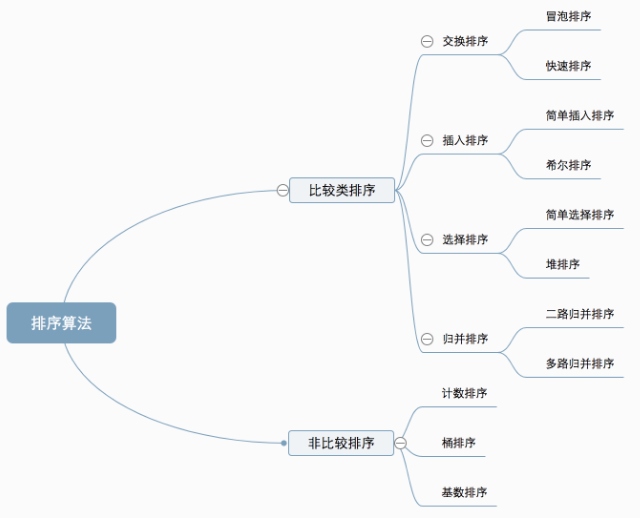 排序算法
比较类排序
交换排序
冒泡排序
快速排序
插入排序
简单插入排序
希尔排序
选择排序
简单选择排序
堆排序
归并排序
二路归并排序
多路归并排序
非比较排序
计数排序
桶排序
基数排序